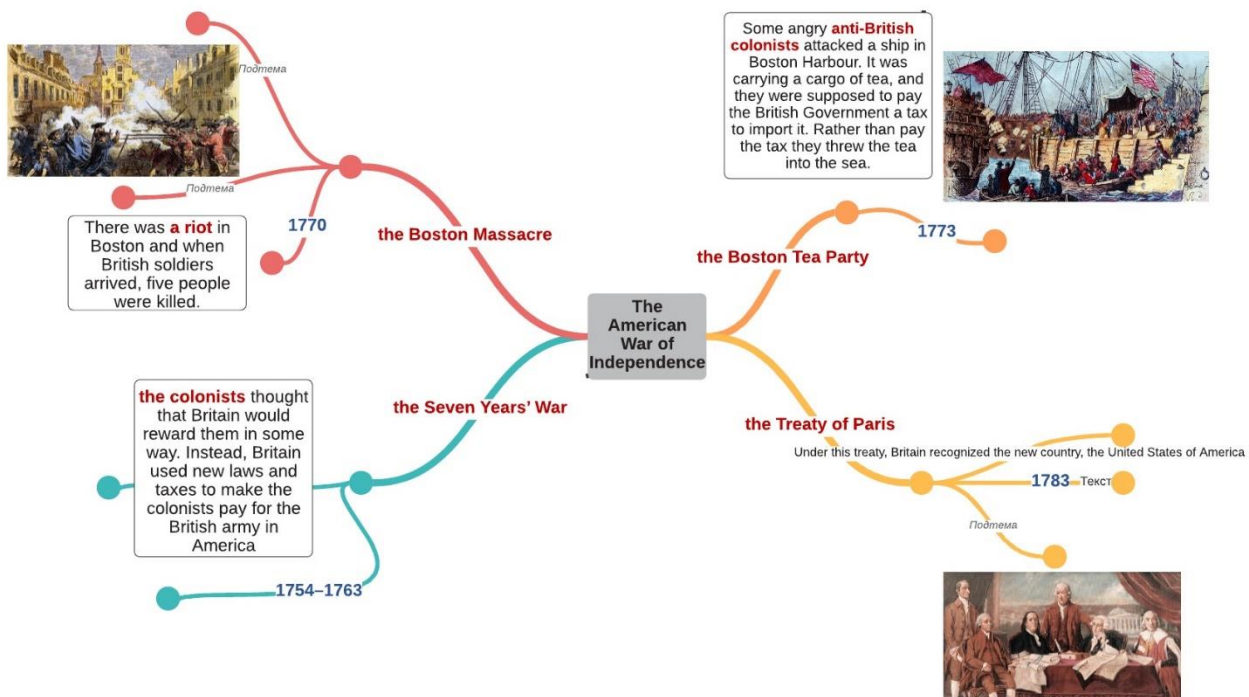 Подтема
Подтема
There was a riot in
Boston and when
British soldiers
arrived, five people
were killed.
1770
the Boston Massacre
Some angry anti-British
colonists attacked a ship in
Boston Harbour. It was
carrying a cargo of tea, and
they were supposed to pay
the British Government a tax
to import it. Rather than pay
the tax they threw the tea
into the sea.
1773
the Boston Tea Party
The
American
War of
Independence
the colonists thought
that Britain would
reward them in some
way. Instead, Britain
used new laws and
taxes to make the
colonists pay for the
British army in
America
the Seven Years’ War
1754–1763
the Treaty of Paris
Under this treaty, Britain recognized the new country, the United States of America
1783 Текст
Подтема